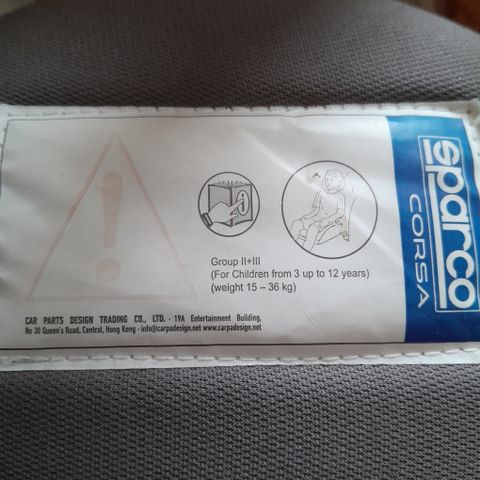 Group II+III
(For Children from 3 up to 12 years)
(weight 15 – 36 kg)
CAR PARTS DESIGN TRADING CO., LTD. · 19A Entertainment Building,
No 30 Queen's Road, Central, Hong Kong · info@carpadesign.net www.carpadesign.net
sparco
CORSA